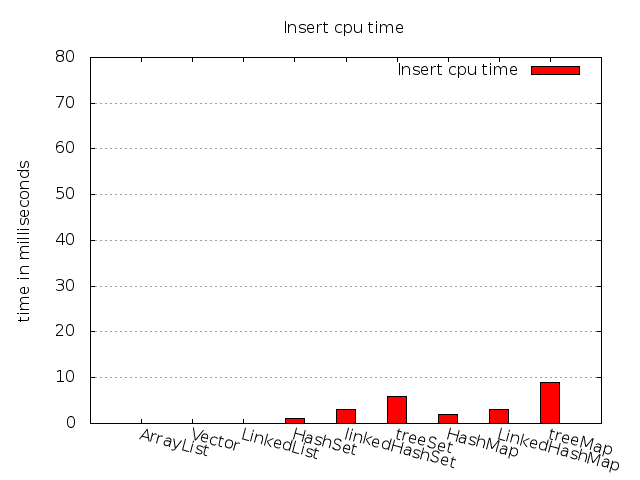 Insert cpu time
Insert cpu time
80
70
60
50
40
30
20
10
0
time in milliseconds
ArrayList
Vector
LinkedList
HashSet
linkedHashSet
treeSet
HashMap
LinkedHashMap
treeMap